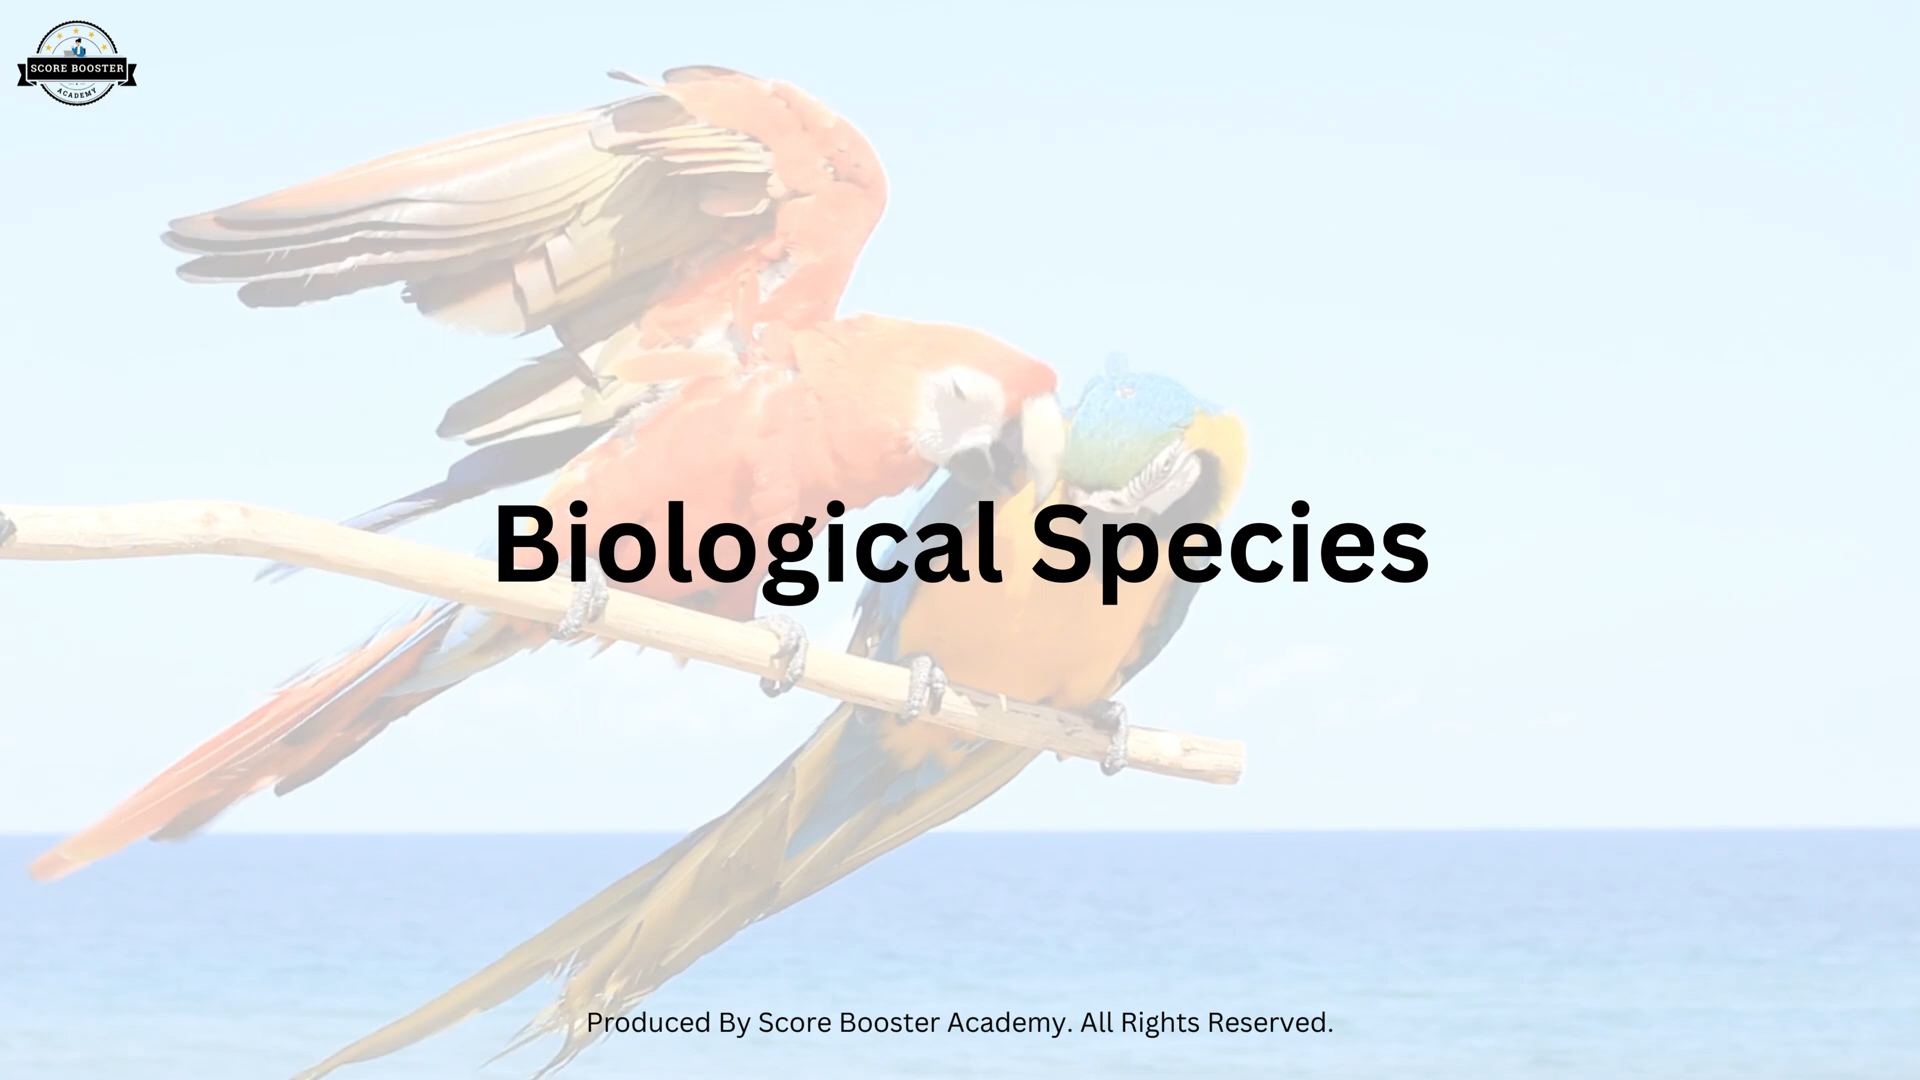 SCORE BOOSTER
ACADEMY
Biological Species
Produced By Score Booster Academy. All Rights Reserved.